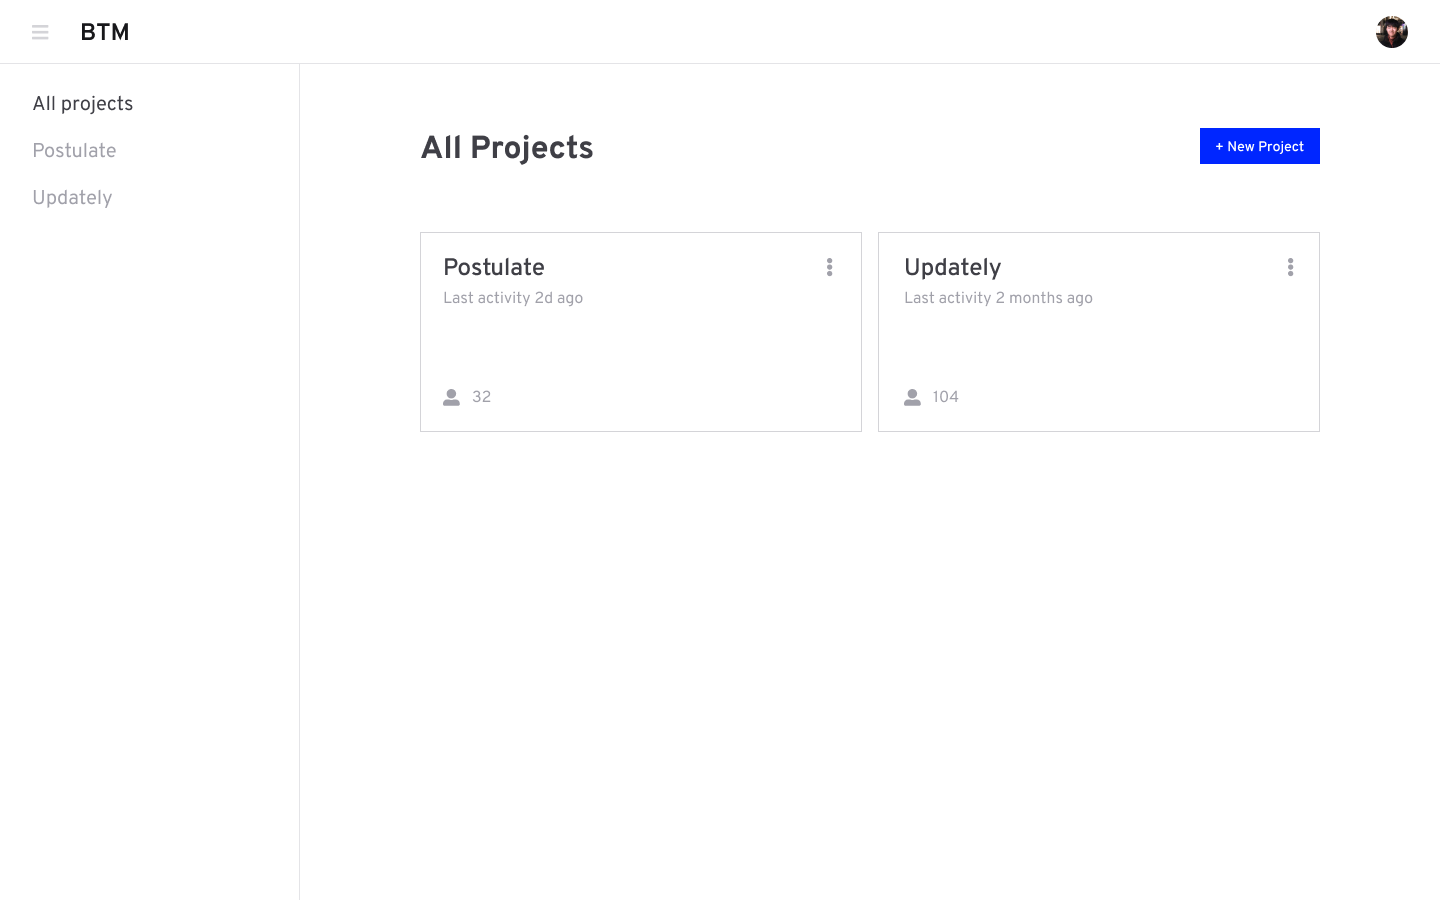 BTM
All projects
Postulate
Updately
All Projects
+ New Project
Postulate
Last activity 2d ago
32
Updately
Last activity 2 months ago
104